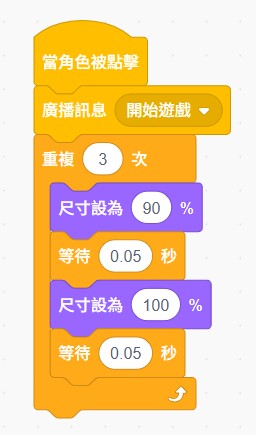 當角色被點擊
廣播訊息 開始遊戲
重複 3 次
尺寸設為 90 %
等待 0.05 秒
尺寸設為 100 %
等待 0.05 秒